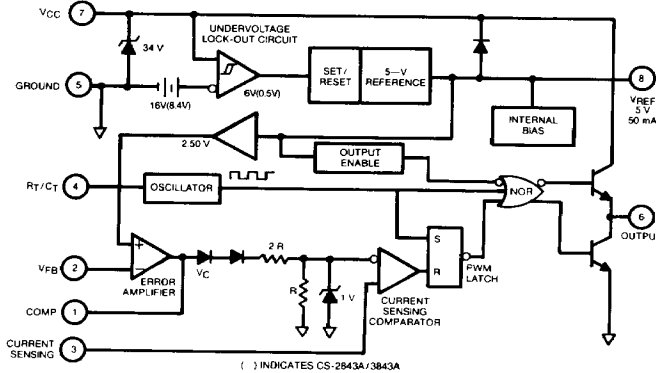 VCC
7
UNDERVOLTAGE
LOCK-OUT CIRCUIT
34 V
GROUND
5
16V(8.4V)
6V(0.5V)
SET/
RESET
5—V
REFERENCE
8
VREF
5 V
50 mA
INTERNAL
BIAS
2.50 V
OUTPUT
ENABLE
RT/CT
4
OSCILLATOR
NOR
6
OUTPUT
VFB
2
ERROR
AMPLIFIER
VC
2 R
R
1 V
S
R
PWM
LATCH
CURRENT
SENSING
COMPARATOR
COMP
1
CURRENT
SENSING
3
+
−
( ) INDICATES CS-2843A/3843A